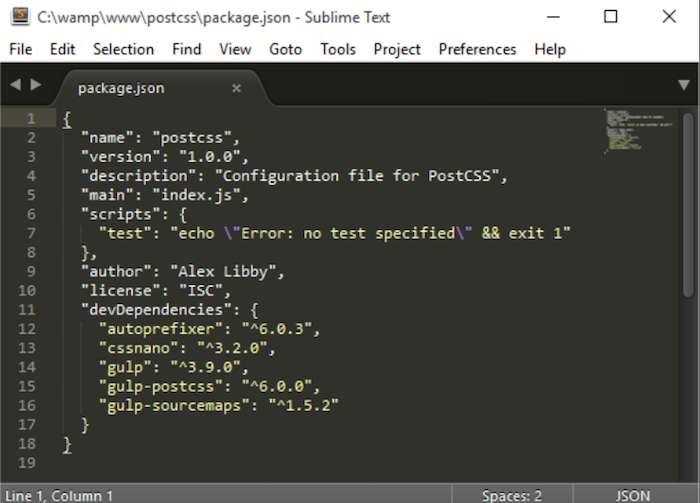 C:\wamp\www\postcss\package.json - Sublime Text
File Edit Selection Find View Goto Tools Project Preferences Help
package.json
1 {
2 "name": "postcss",
3 "version": "1.0.0",
4 "description": "Configuration file for PostCSS",
5 "main": "index.js",
6 "scripts": {
7 "test": "echo \"Error: no test specified\" && exit 1"
8 },
9 "author": "Alex Libby",
10 "license": "ISC",
11 "devDependencies": {
12 "autoprefixer": "^6.0.3",
13 "cssnano": "^3.2.0",
14 "gulp": "^3.9.0",
15 "gulp-postcss": "^6.0.0",
16 "gulp-sourcemaps": "^1.5.2"
17 }
18 }
19
Line 1, Column 1 Spaces: 2 JSON